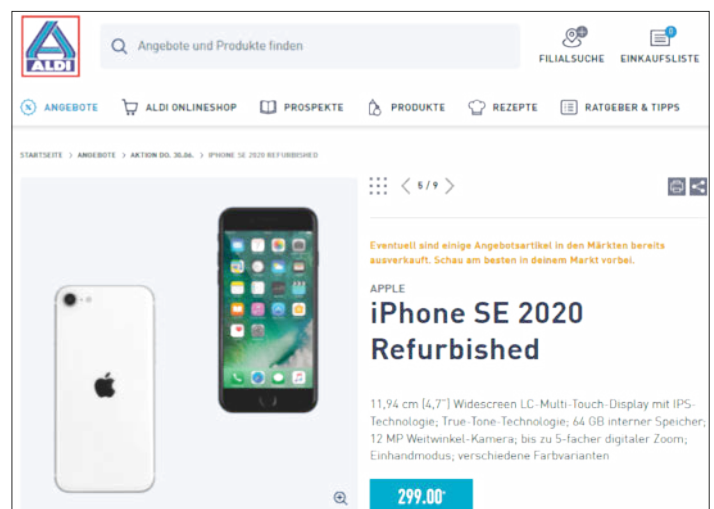 ALDI
Angebote und Produkte finden
FILIALSUCHE
EINKAUFSLISTE
ANGEBOTE
ALDI ONLINESHOP
PROSPEKTE
PRODUKTE
REZEPTE
RATGEBER & TIPPS
STARTSEITE > ANGEBOTE > AKTION DO. 30.06. > IPHONE SE 2020 REFURBISHED
5 / 9
Eventuell sind einige Angebotsartikel in den Märkten bereits
ausverkauft. Schau am besten in deinem Markt vorbei.
APPLE
iPhone SE 2020
Refurbished
11,94 cm (4,7") Widescreen LC-Multi-Touch-Display mit IPS-
Technologie; True-Tone-Technologie; 64 GB interner Speicher;
12 MP Weitwinkel-Kamera; bis zu 5-facher digitaler Zoom;
Einhandmodus; verschiedene Farbvarianten
299.00*